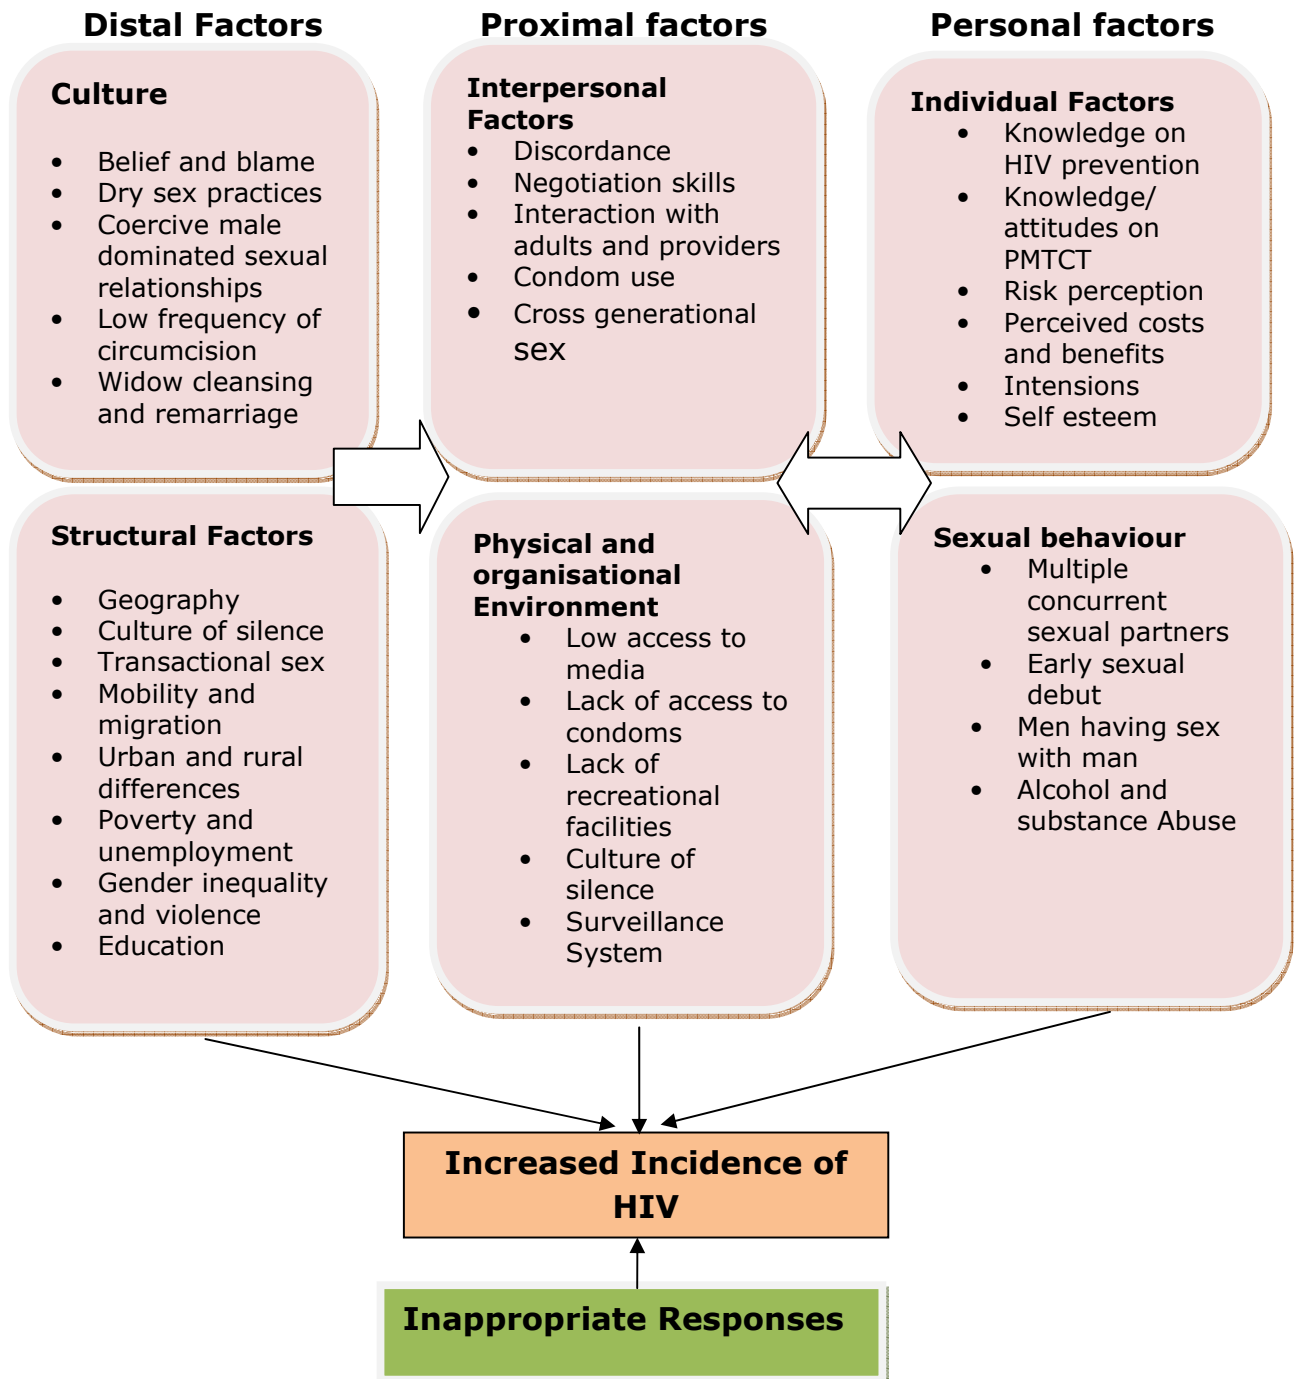 Distal Factors
Culture
• Belief and blame
• Dry sex practices
• Coercive male
dominated sexual
relationships
• Low frequency of
circumcision
• Widow cleansing
and remarriage
Structural Factors
• Geography
• Culture of silence
• Transactional sex
• Mobility and
migration
• Urban and rural
differences
• Poverty and
unemployment
• Gender inequality
and violence
• Education
Proximal factors
Interpersonal
Factors
• Discordance
• Negotiation skills
• Interaction with
adults and providers
• Condom use
• Cross generational
sex
Physical and
organisational
Environment
• Low access to
media
• Lack of access to
condoms
• Lack of
recreational
facilities
• Culture of
silence
• Surveillance
System
Personal factors
Individual Factors
• Knowledge on
HIV prevention
• Knowledge/
attitudes on
PMTCT
• Risk perception
• Perceived costs
and benefits
• Intensions
• Self esteem
Sexual behaviour
• Multiple
concurrent
sexual partners
• Early sexual
debut
• Men having sex
with man
• Alcohol and
substance Abuse
Increased Incidence of
HIV
Inappropriate Responses